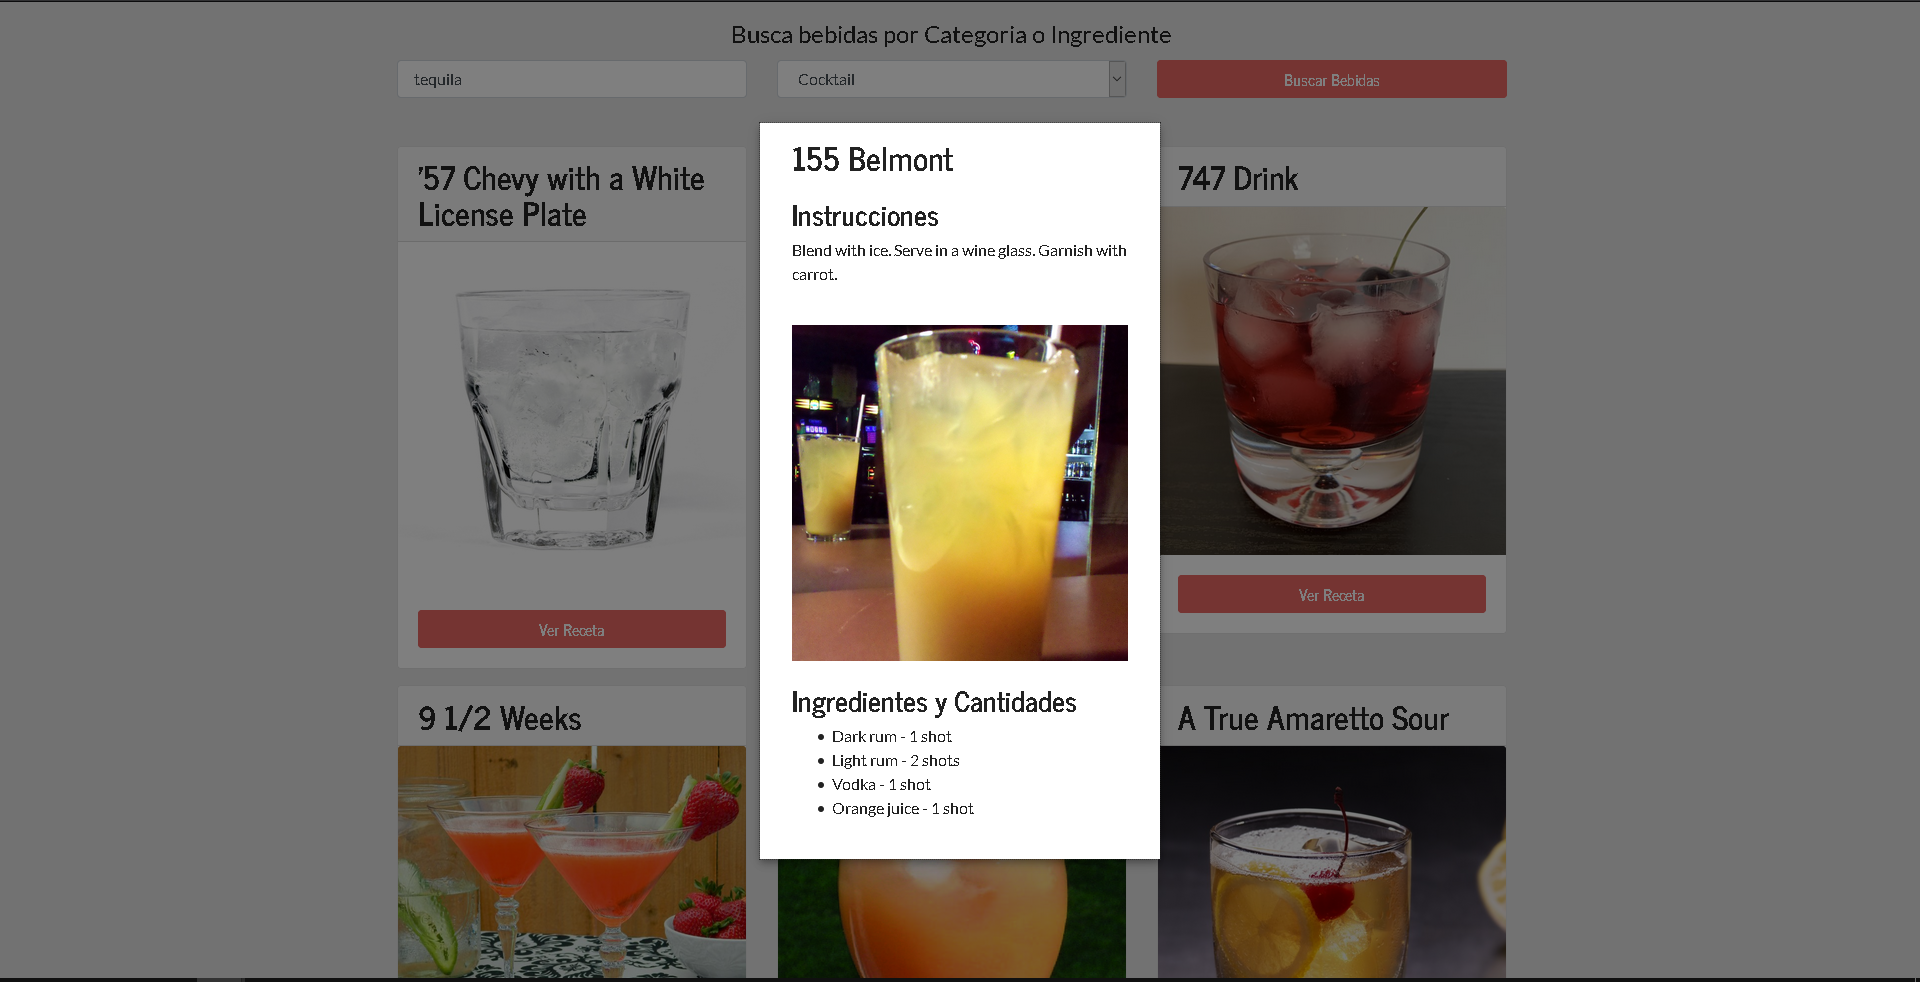 Busca bebidas por Categoria o Ingrediente
tequila
Cocktail
Buscar Bebidas
'57 Chevy with a White
License Plate
Ver Receta
155 Belmont
Instrucciones
Blend with ice. Serve in a wine glass. Garnish with
carrot.
Ingredientes y Cantidades
Dark rum - 1 shot
Light rum - 2 shots
Vodka - 1 shot
Orange juice - 1 shot
747 Drink
Ver Receta
9 1/2 Weeks
A True Amaretto Sour